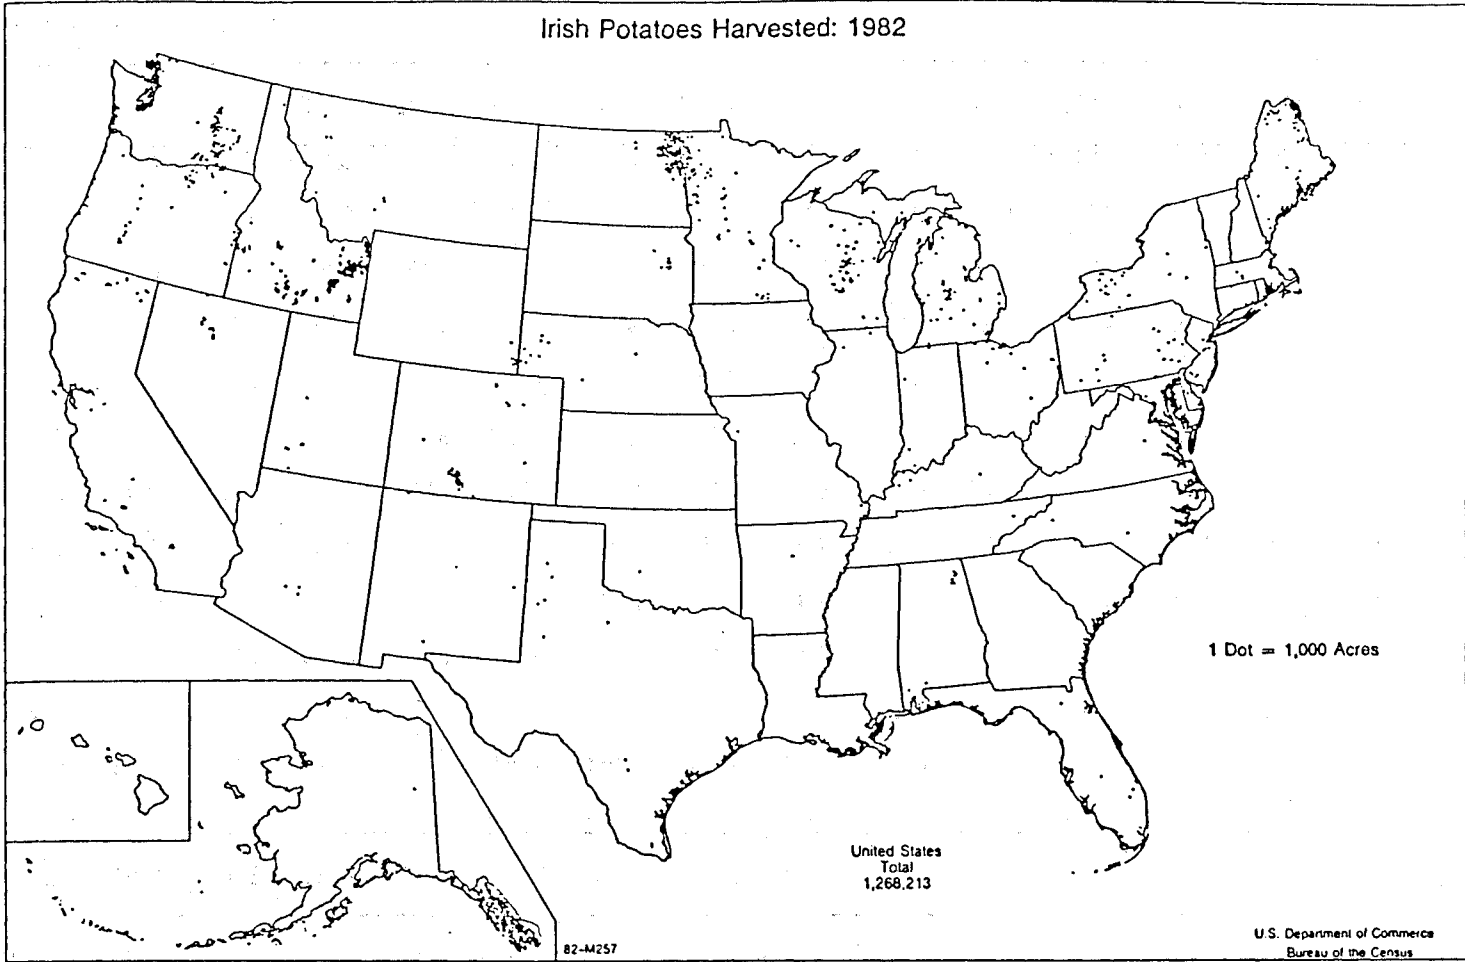 Irish Potatoes Harvested: 1982
1 Dot = 1,000 Acres
United States
Total
1,268,213
82-M257
U.S. Department of Commerce
Bureau of the Census